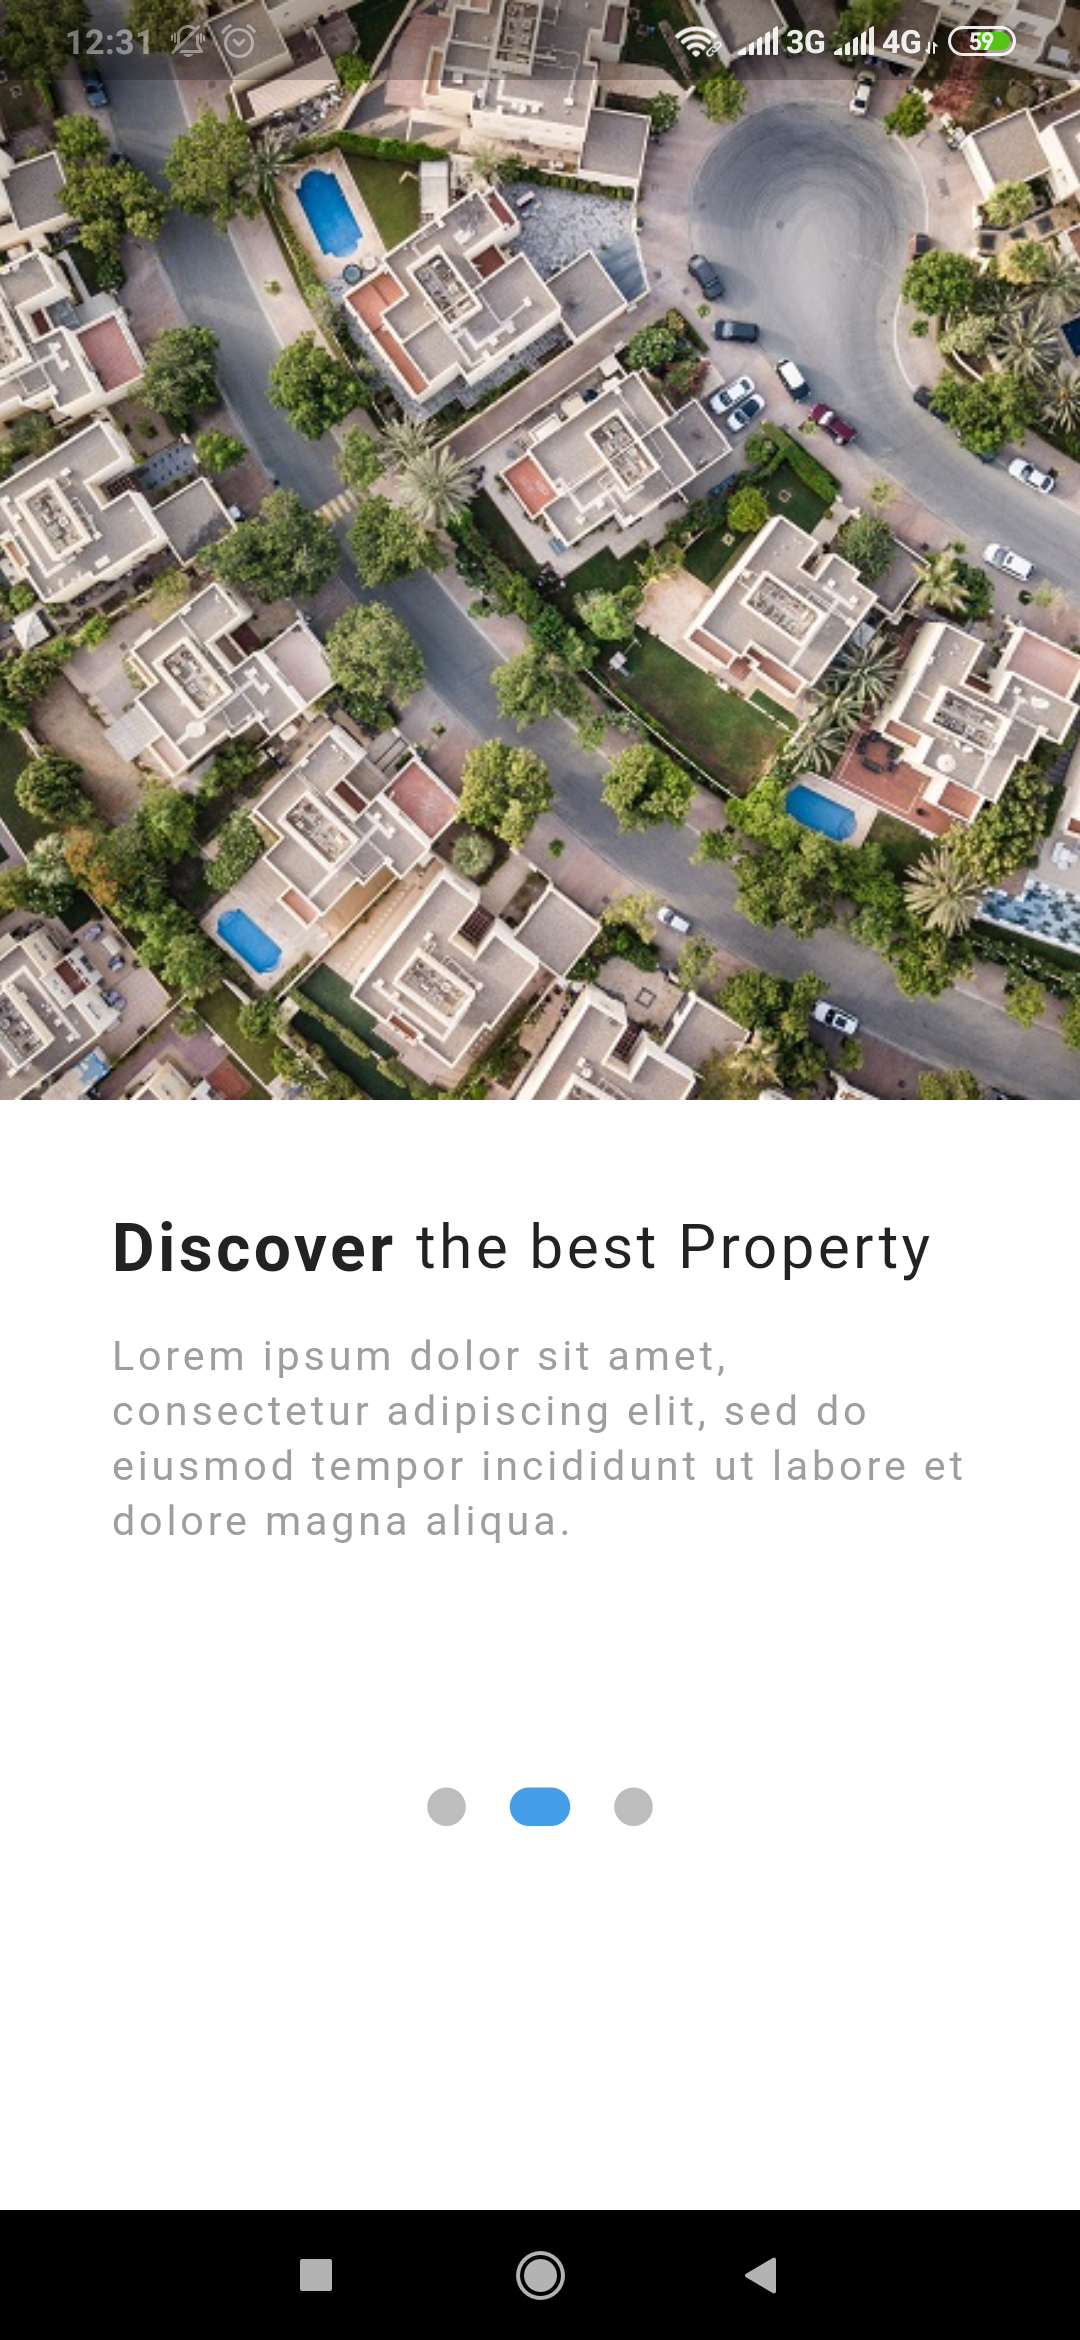 12:31 3G 4G 59
Discover the best Property
Lorem ipsum dolor sit amet,
consectetur adipiscing elit, sed do
eiusmod tempor incididunt ut labore et
dolore magna aliqua.